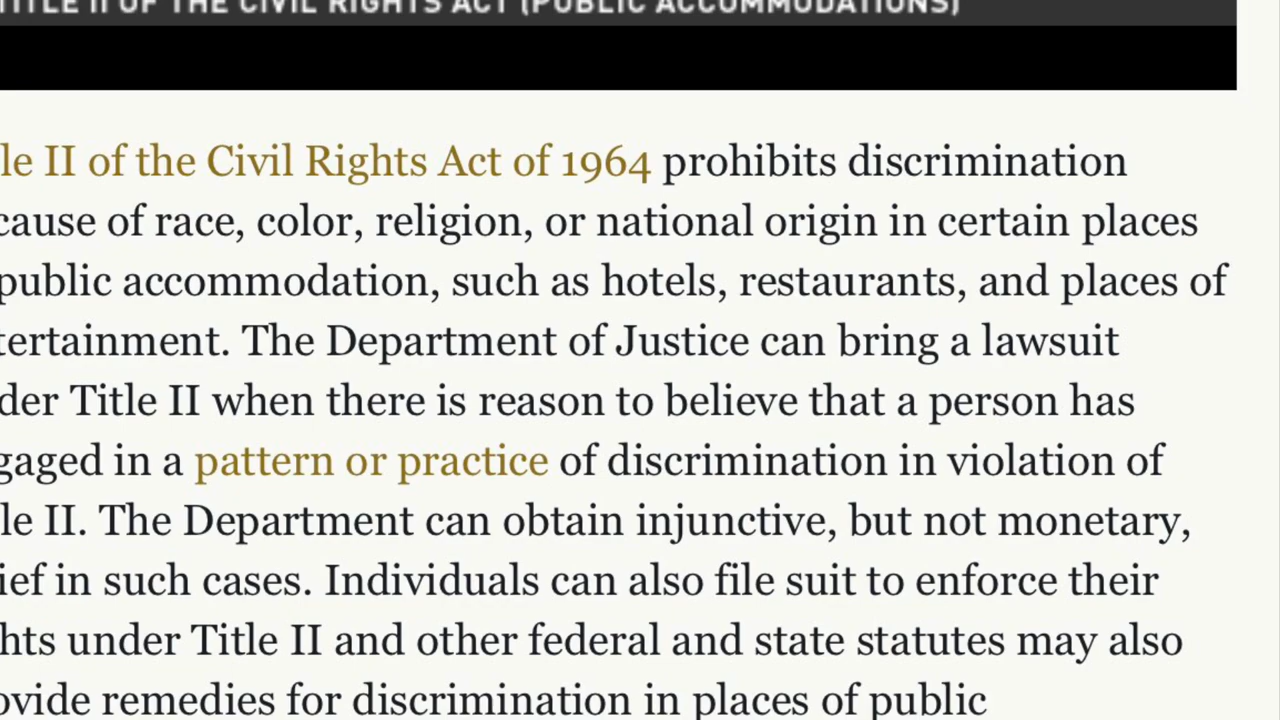 TITLE II OF THE CIVIL RIGHTS ACT (PUBLIC ACCOMMODATIONS)
le II of the Civil Rights Act of 1964 prohibits discrimination
cause of race, color, religion, or national origin in certain places
public accommodation, such as hotels, restaurants, and places of
tertainment. The Department of Justice can bring a lawsuit
der Title II when there is reason to believe that a person has
gaged in a pattern or practice of discrimination in violation of
le II. The Department can obtain injunctive, but not monetary,
ief in such cases. Individuals can also file suit to enforce their
hts under Title II and other federal and state statutes may also
ovide remedies for discrimination in places of public